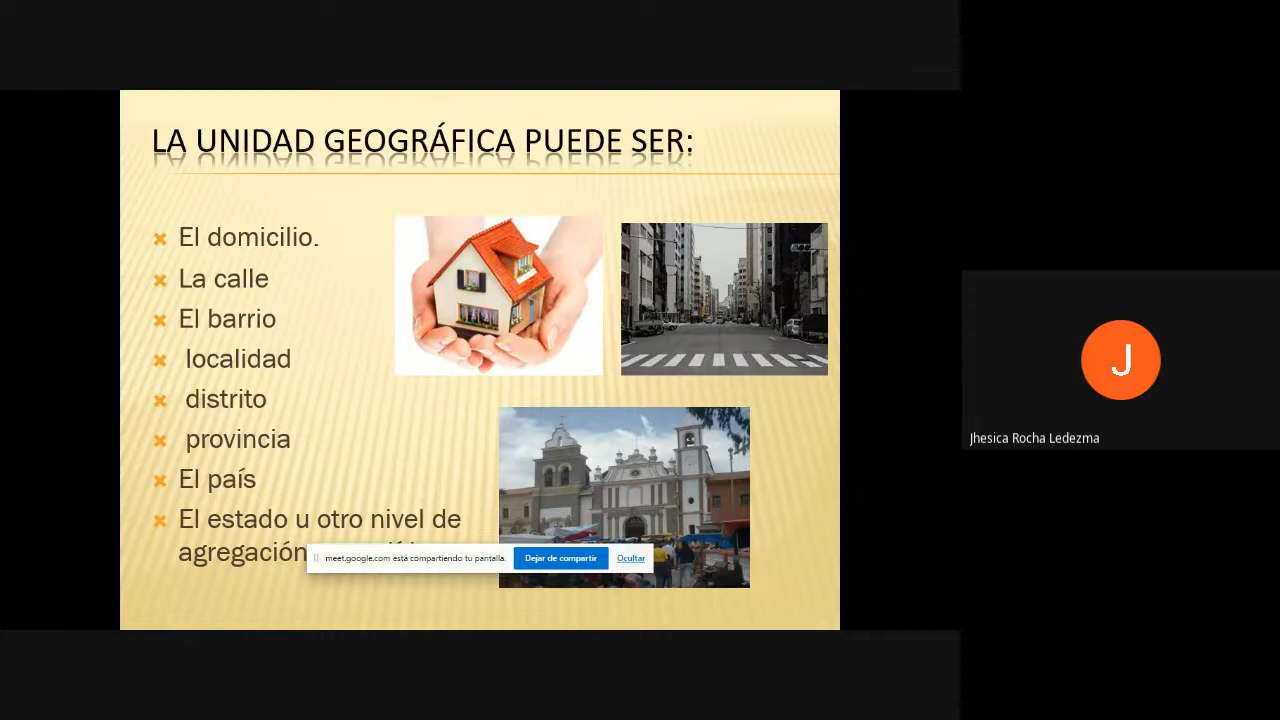 LA UNIDAD GEOGRÁFICA PUEDE SER:
El domicilio.
La calle
El barrio
localidad
distrito
provincia
El país
El estado u otro nivel de
agregación
meet.google.com está compartiendo tu pantalla.
Dejar de compartir
Ocultar
J
Jhesica Rocha Ledezma